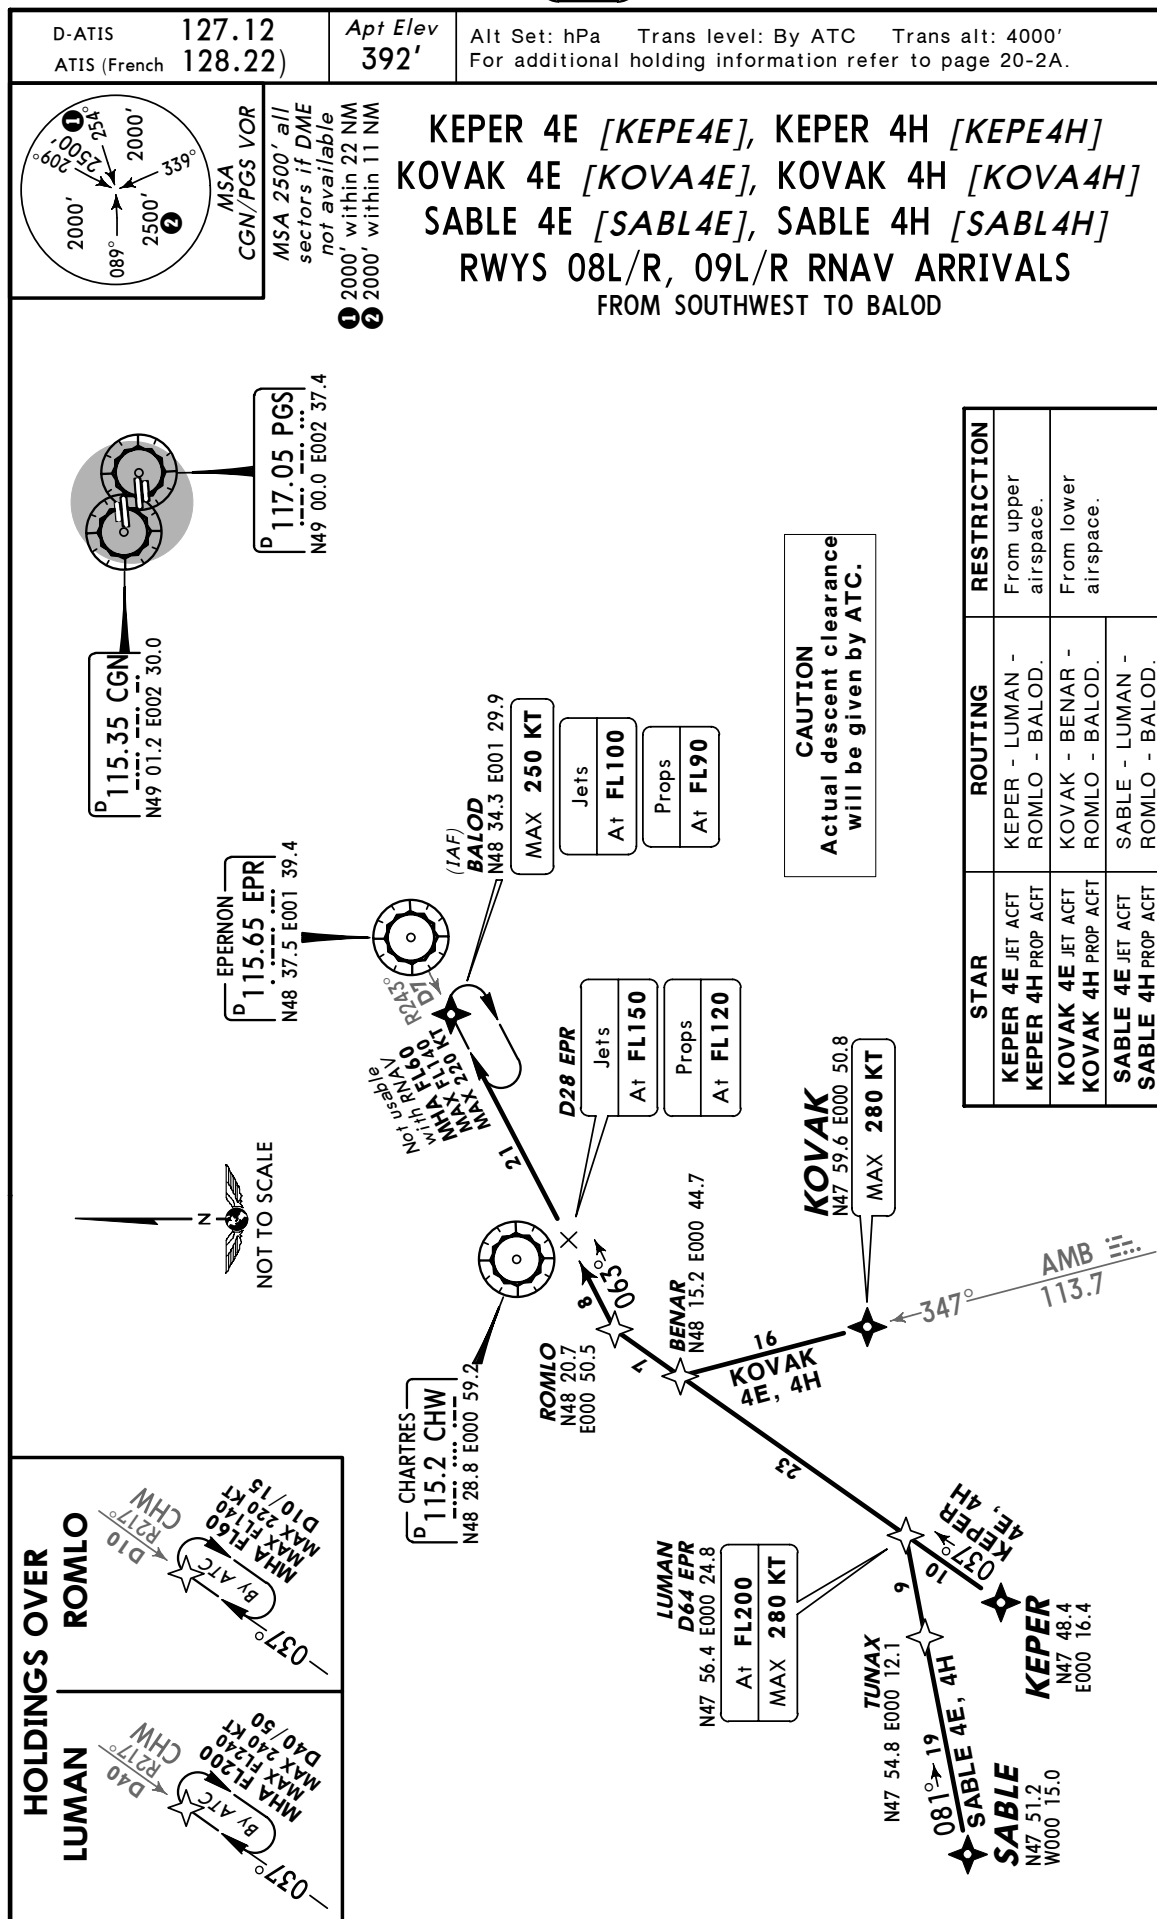 D-ATIS 127.12
ATIS (French 128.22)
Apt Elev
392'
Alt Set: hPa Trans level: By ATC Trans alt: 4000'
For additional holding information refer to page 20-2A.
KEPER 4E [KEPE4E], KEPER 4H [KEPE4H]
KOVAK 4E [KOVA4E], KOVAK 4H [KOVA4H]
SABLE 4E [SABL4E], SABLE 4H [SABL4H]
RWYS 08L/R, 09L/R RNAV ARRIVALS
FROM SOUTHWEST TO BALOD
2000'
2500' ❶
2000'
2500'
❷
209°
254°
339°
089°
MSA
CGN/PGS VOR
MSA 2500' all
sectors if DME
not available
❶ 2000' within 22 NM
❷ 2000' within 11 NM
D 117.05 PGS
N49 00.0 E002 37.4
D 115.35 CGN
N49 01.2 E002 30.0
EPERNON
D 115.65 EPR
N48 37.5 E001 39.4
(IAF)
BALOD
N48 34.3 E001 29.9
MAX 250 KT
Jets
At FL100
Props
At FL90
CAUTION
Actual descent clearance
will be given by ATC.
R243°
D7
Not usable
with RNAV
MHA FL60
MAX FL140
MAX 220 KT
21
D28 EPR
Jets
At FL150
Props
At FL120
N
NOT TO SCALE
CHARTRES
D 115.2 CHW
N48 28.8 E000 59.2
8
063°
ROMLO
N48 20.7
E000 50.5
7
BENAR
N48 15.2 E000 44.7
KOVAK
N47 59.6 E000 50.8
MAX 280 KT
16
KOVAK
4E, 4H
347°
AMB
113.7
23
LUMAN
D64 EPR
N47 56.4 E000 24.8
At FL200
MAX 280 KT
10
037°
KEPER
4E, 4H
KEPER
N47 48.4
E000 16.4
9
TUNAX
N47 54.8 E000 12.1
081° 19
SABLE 4E, 4H
SABLE
N47 51.2
W000 15.0
HOLDINGS OVER
LUMAN
D40
R217°
CHW
By ATC
MHA FL200
MAX FL240
MAX 240 KT
D40/50
037°
ROMLO
D10
R217°
CHW
By ATC
MHA FL60
MAX FL140
MAX 220 KT
D10/15
037°
STAR ROUTING RESTRICTION
KEPER 4E JET ACFT
KEPER 4H PROP ACFT
KEPER - LUMAN -
ROMLO - BALOD.
From upper
airspace.
KOVAK 4E JET ACFT
KOVAK 4H PROP ACFT
KOVAK - BENAR -
ROMLO - BALOD.
From lower
airspace.
SABLE 4E JET ACFT
SABLE 4H PROP ACFT
SABLE - LUMAN -
ROMLO - BALOD.